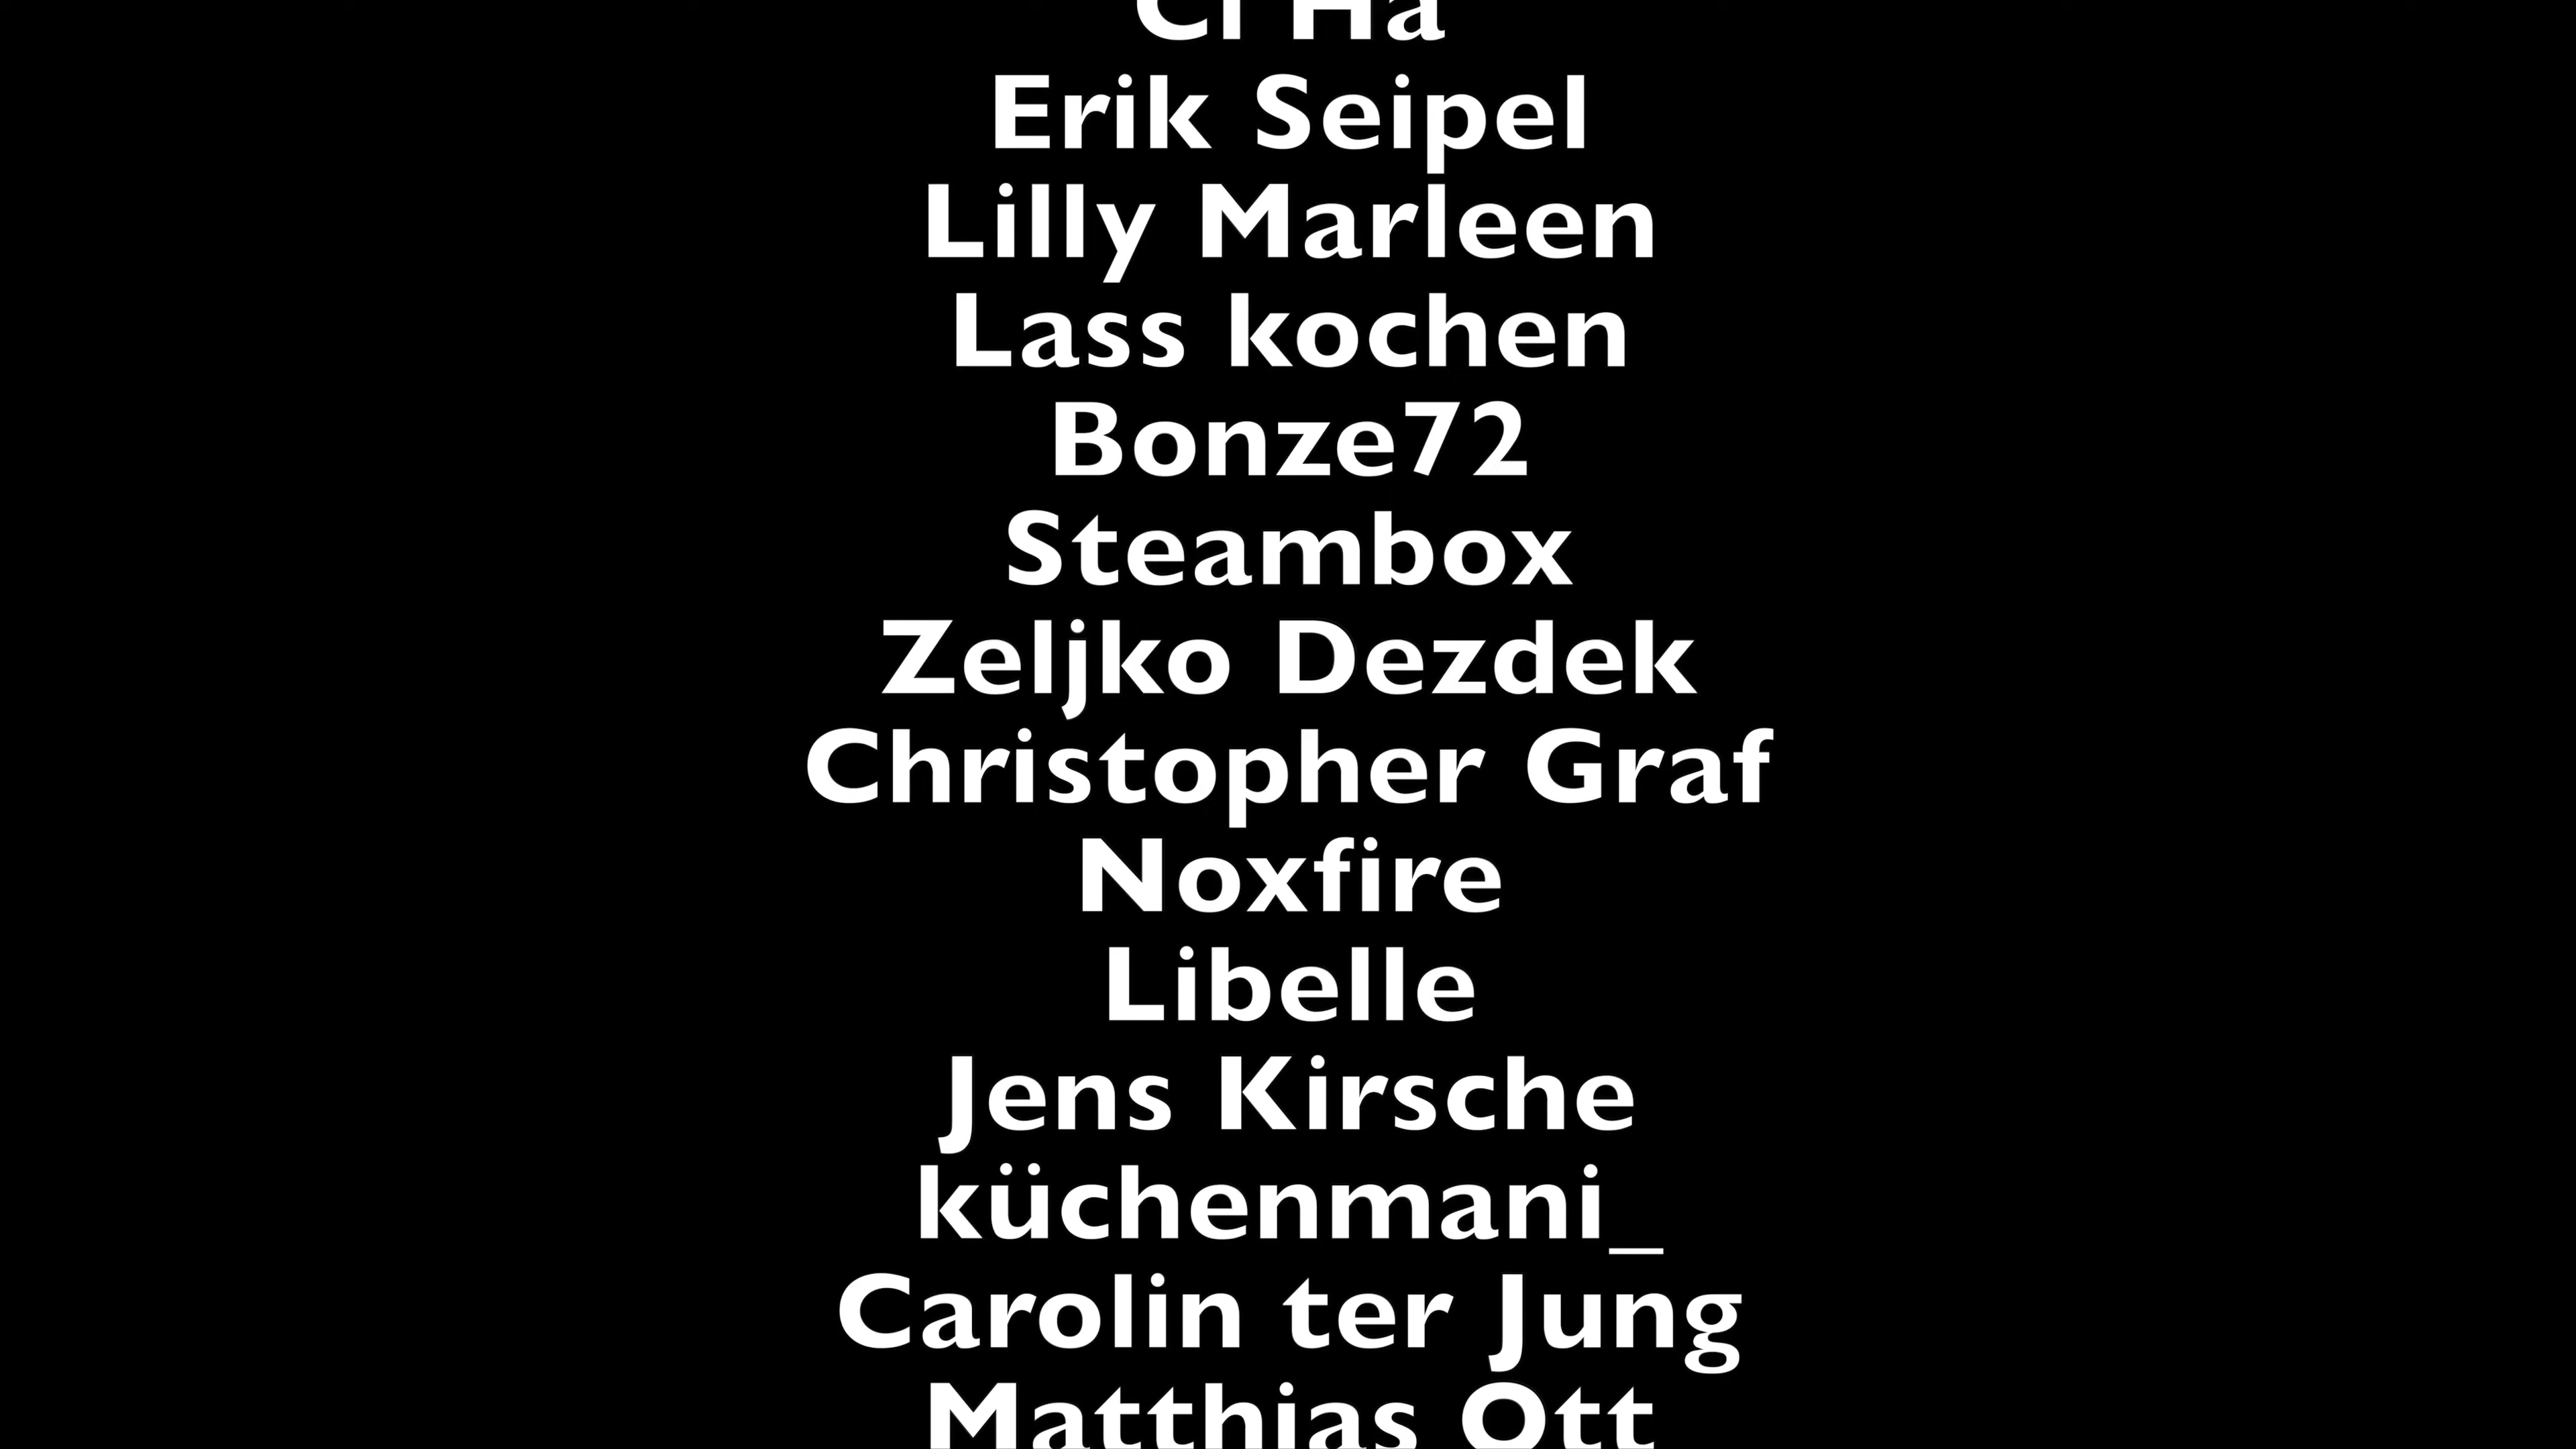 Erik Seipel
Lilly Marleen
Lass kochen
Bonze72
Steambox
Zeljko Dezdek
Christopher Graf
Noxfire
Libelle
Jens Kirsche
küchenmani_
Carolin ter Jung
Matthias Ott